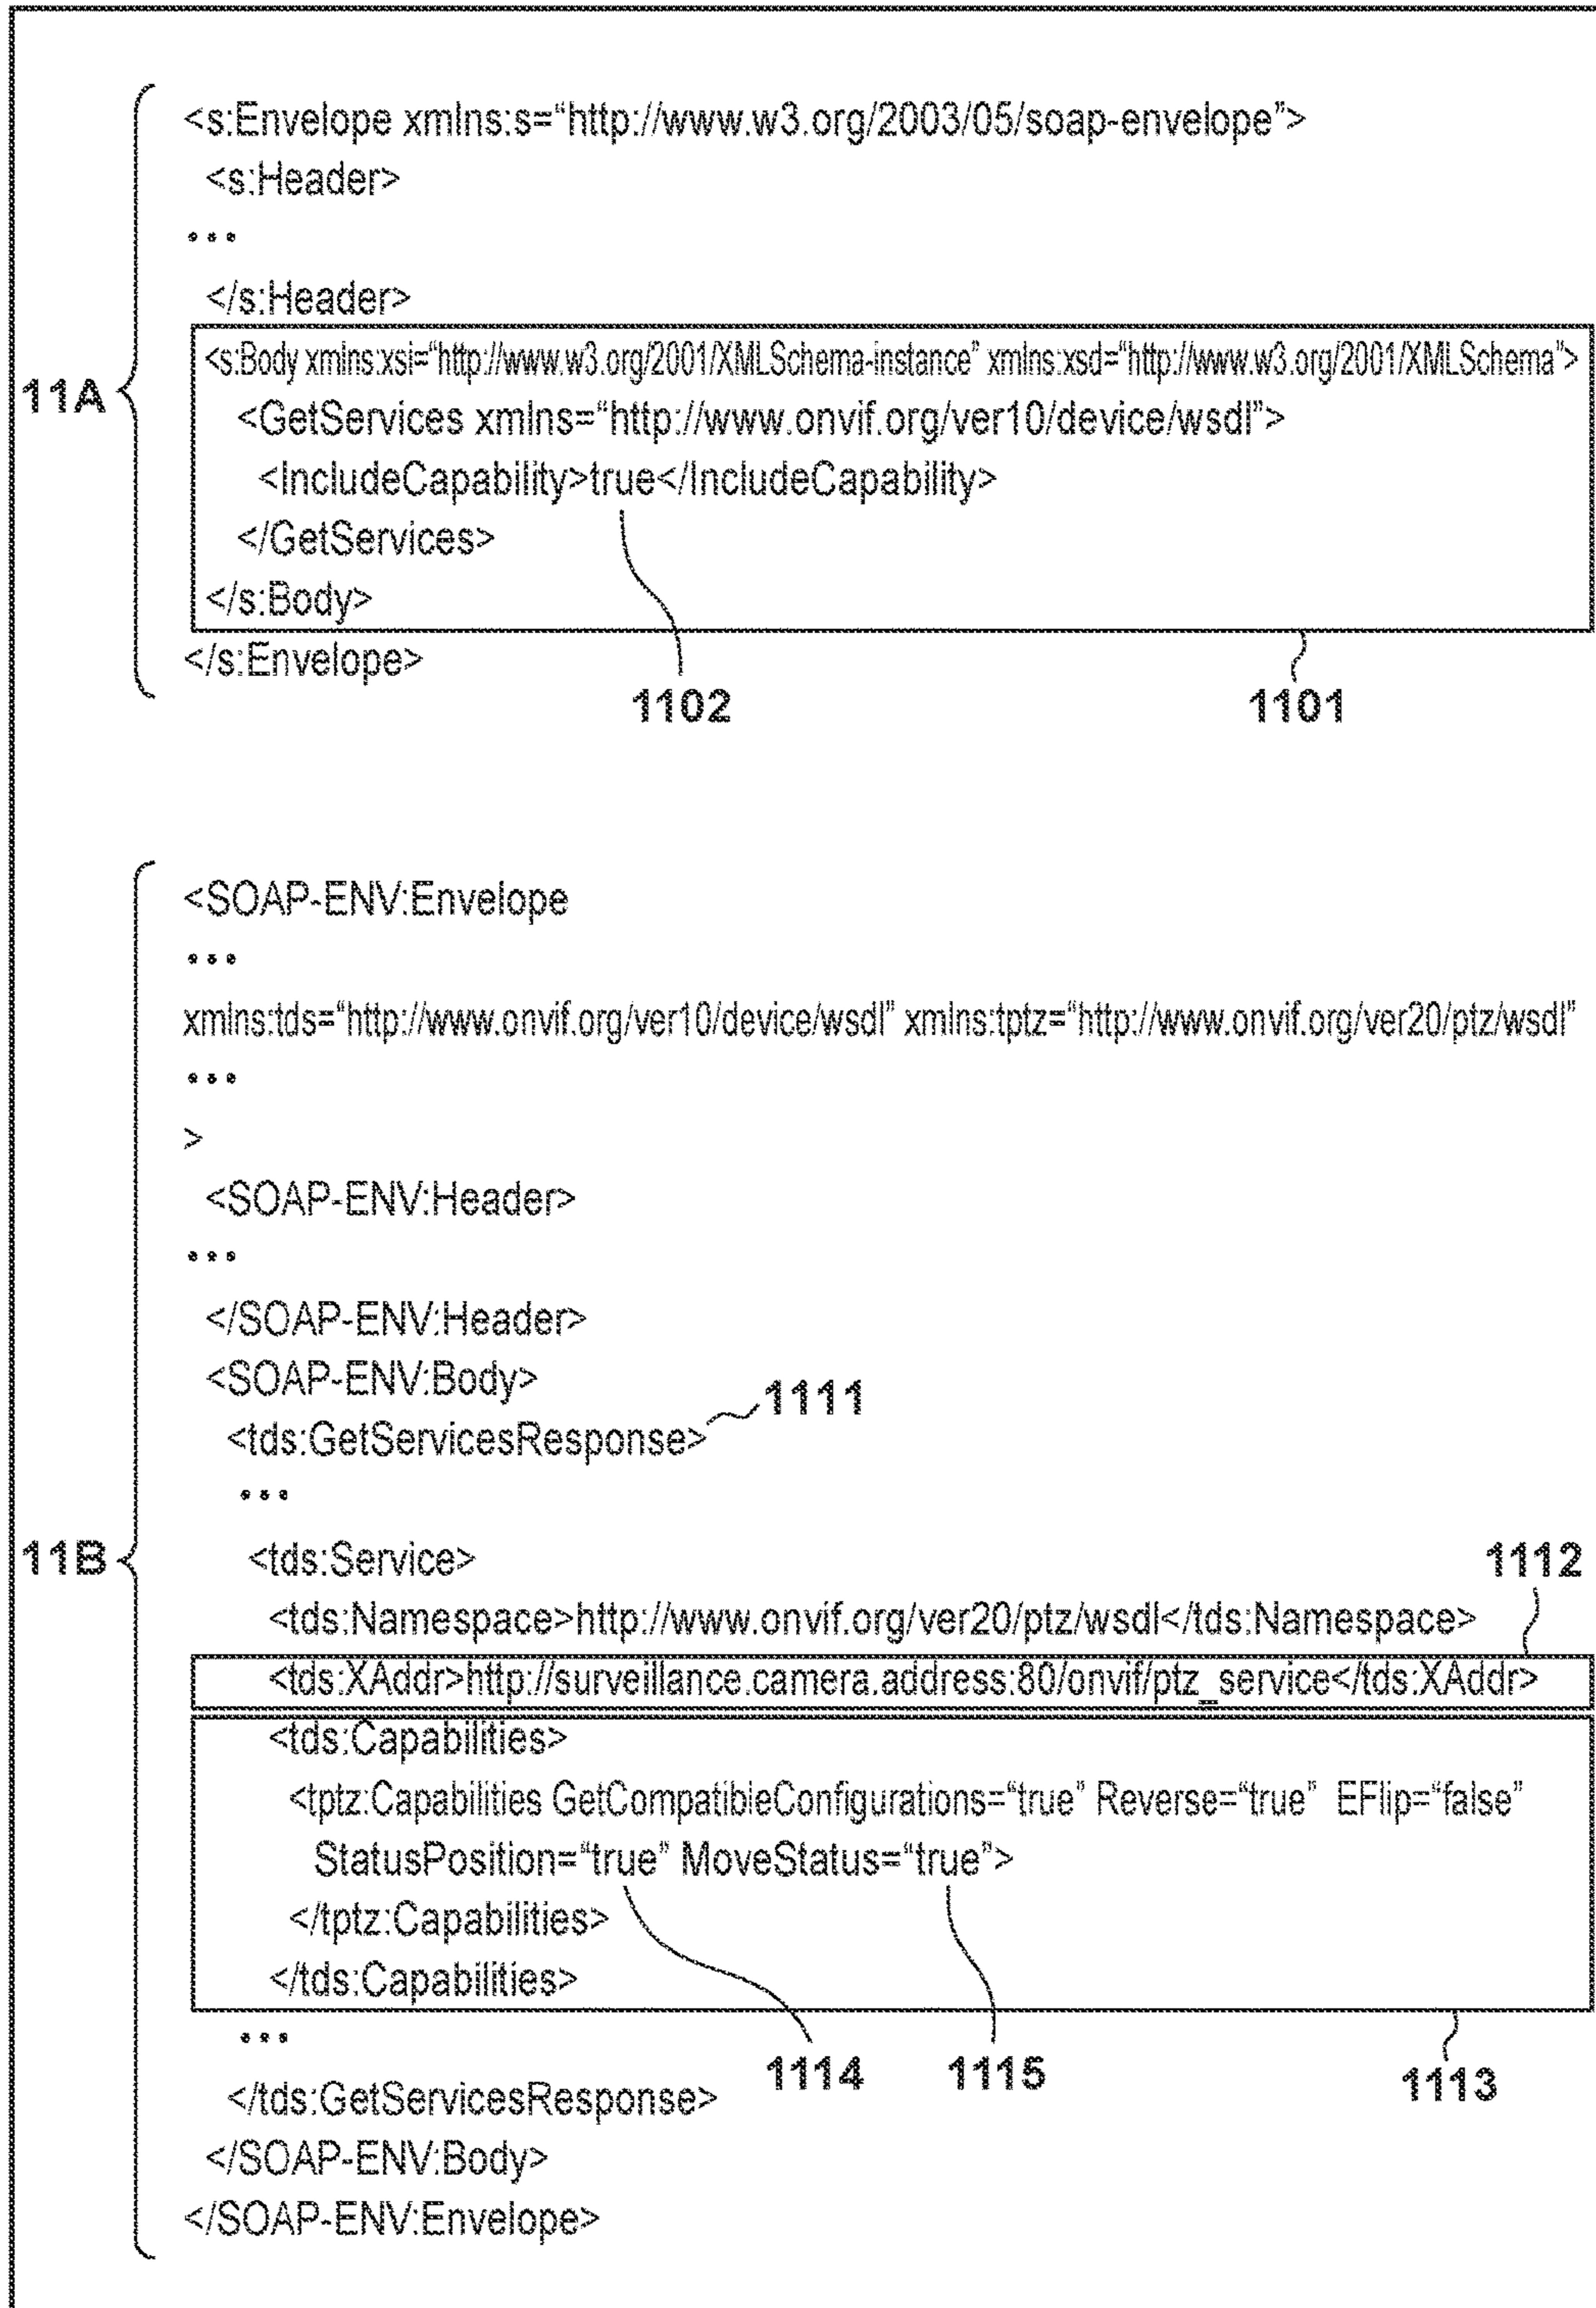 <s:Envelope xmlns:s=“http://www.w3.org/2003/05/soap-envelope”>
<s:Header>
•••
</s:Header>
<s:Body xmlns:xsi=“http://www.w3.org/2001/XMLSchema-instance” xmlns:xsd=“http://www.w3.org/2001/XMLSchema”>
11A
<GetServices xmlns=“http://www.onvif.org/ver10/device/wsdl”>
<IncludeCapability>true</IncludeCapability>
</GetServices>
</s:Body>
</s:Envelope>
1102
1101
<SOAP-ENV:Envelope
•••
xmlns:tds=“http://www.onvif.org/ver10/device/wsdl” xmlns:tptz=“http://www.onvif.org/ver20/ptz/wsdl”
•••
>
<SOAP-ENV:Header>
•••
</SOAP-ENV:Header>
<SOAP-ENV:Body>
1111
<tds:GetServicesResponse>
•••
11B
<tds:Service>
1112
<tds:Namespace>http://www.onvif.org/ver20/ptz/wsdl</tds:Namespace>
<tds:XAddr>http://surveillance.camera.address:80/onvif/ptz_service</tds:XAddr>
<tds:Capabilities>
<tptz:Capabilities GetCompatibleConfigurations=“true” Reverse=“true” EFlip=“false”
StatusPosition=“true” MoveStatus=“true”>
</tptz:Capabilities>
</tds:Capabilities>
•••
1114
1115
1113
</tds:GetServicesResponse>
</SOAP-ENV:Body>
</SOAP-ENV:Envelope>